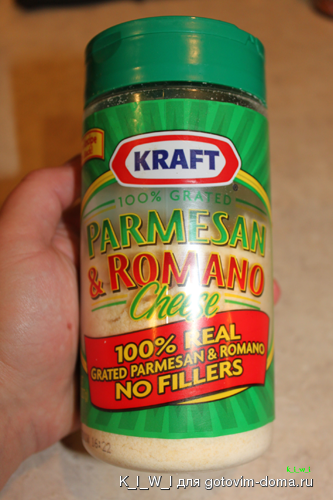 KRAFT
100% GRATED
PARMESAN
& ROMANO
Cheese
100% REAL
GRATED PARMESAN & ROMANO
NO FILLERS
K_I_W_I для gotovim-doma.ru